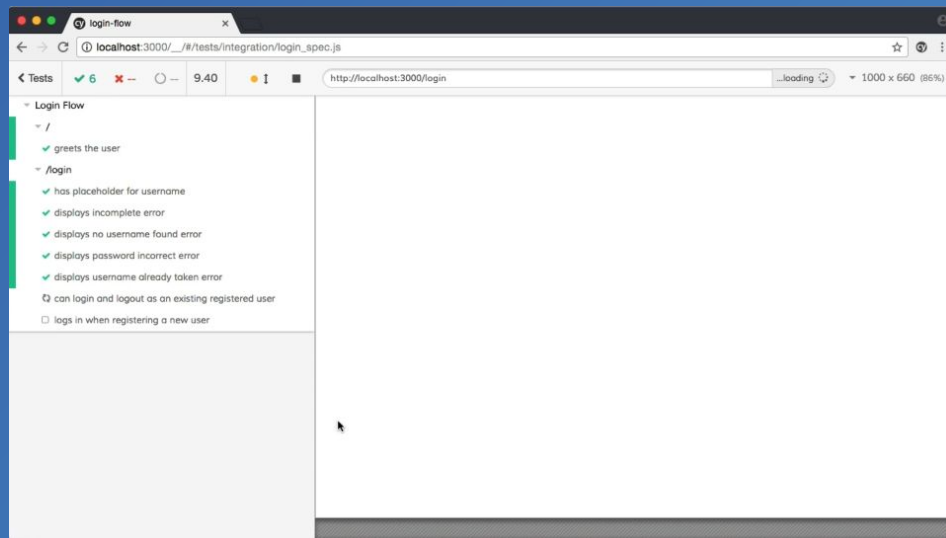 login-flow
localhost:3000/__/#/tests/integration/login_spec.js
Tests 6 -- -- 9.40 http://localhost:3000/login ...loading 1000 x 660 (86%)
Login Flow
/
greets the user
/login
has placeholder for username
displays incomplete error
displays no username found error
displays password incorrect error
displays username already taken error
can login and logout as an existing registered user
logs in when registering a new user